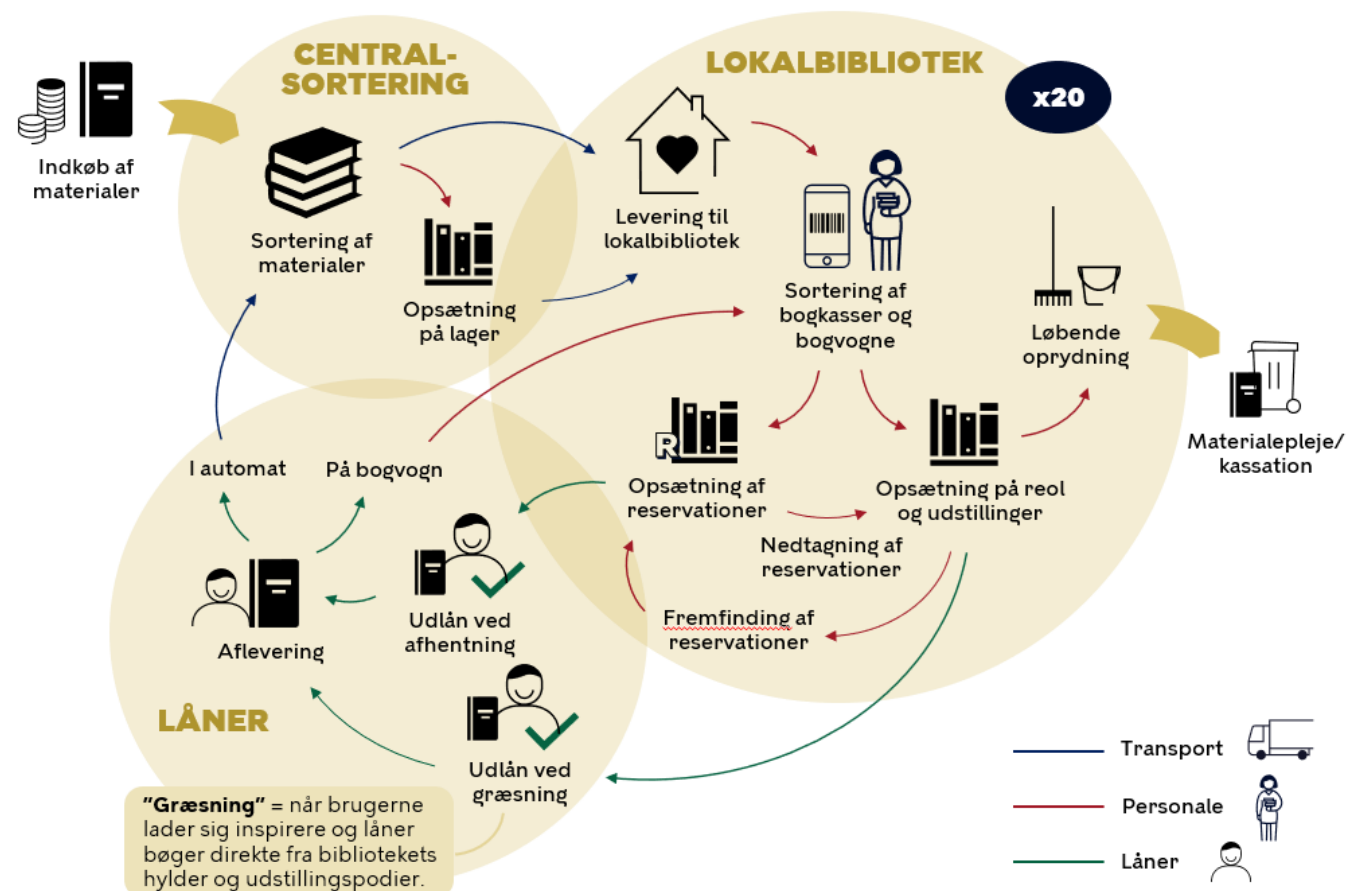 CENTRAL-
SORTERING
LOKALBIBLIOTEK
x20
Indkøb af
materialer
Sortering af
materialer
Opsætning
på lager
Levering til
lokalbibliotek
Sortering af
bogkasser og
bogvogne
Løbende
oprydning
Materialepleje/
kassation
I automat
På bogvogn
R
Opsætning af
reservationer
Opsætning på reol
og udstillinger
Nedtagning af
reservationer
Fremfinding af
reservationer
Aflevering
Udlån ved
afhentning
LÅNER
Udlån ved
græsning
"Græsning" = når brugerne
lader sig inspirere og låner
bøger direkte fra bibliotekets
hylder og udstillingspodier.
Transport
Personale
Låner